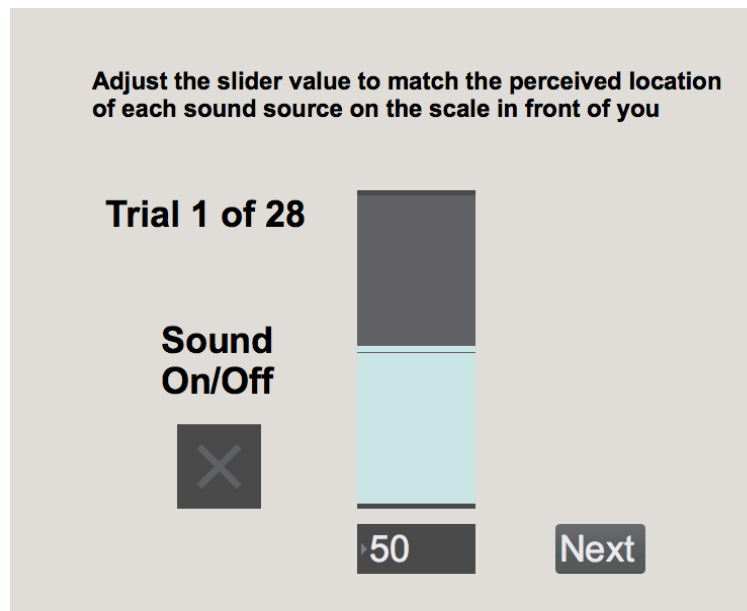 Adjust the slider value to match the perceived location
of each sound source on the scale in front of you
Trial 1 of 28
Sound
On/Off
50
Next